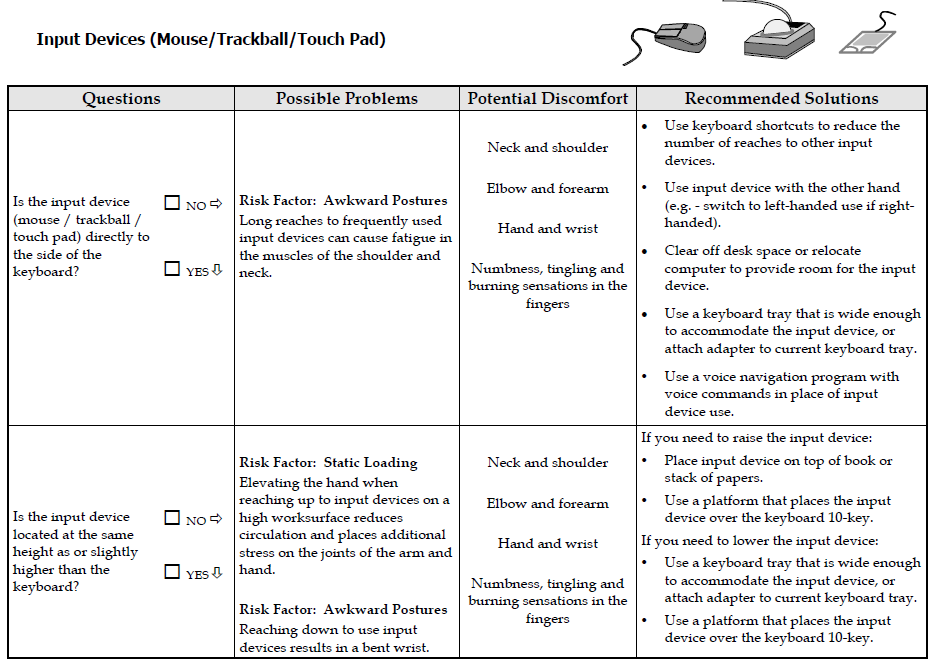 Input Devices (Mouse/Trackball/Touch Pad)
Questions
Possible Problems
Potential Discomfort
Recommended Solutions
Is the input device
(mouse / trackball /
touch pad) directly to
the side of the
keyboard?
☐ NO ⇨
☐ YES ⇩
Risk Factor: Awkward Postures
Long reaches to frequently used
input devices can cause fatigue in
the muscles of the shoulder and
neck.
Neck and shoulder
Elbow and forearm
Hand and wrist
Numbness, tingling and
burning sensations in the
fingers
• Use keyboard shortcuts to reduce the
number of reaches to other input
devices.
• Use input device with the other hand
(e.g. - switch to left-handed use if right-
handed).
• Clear off desk space or relocate
computer to provide room for the input
device.
• Use a keyboard tray that is wide enough
to accommodate the input device, or
attach adapter to current keyboard tray.
• Use a voice navigation program with
voice commands in place of input
device use.
Is the input device
located at the same
height as or slightly
higher than the
keyboard?
☐ NO ⇨
☐ YES ⇩
Risk Factor: Static Loading
Elevating the hand when
reaching up to input devices on a
high worksurface reduces
circulation and places additional
stress on the joints of the arm and
hand.
Risk Factor: Awkward Postures
Reaching down to use input
devices results in a bent wrist.
Neck and shoulder
Elbow and forearm
Hand and wrist
Numbness, tingling and
burning sensations in the
fingers
If you need to raise the input device:
• Place input device on top of book or
stack of papers.
• Use a platform that places the input
device over the keyboard 10-key.
If you need to lower the input device:
• Use a keyboard tray that is wide enough
to accommodate the input device, or
attach adapter to current keyboard tray.
• Use a platform that places the input
device over the keyboard 10-key.